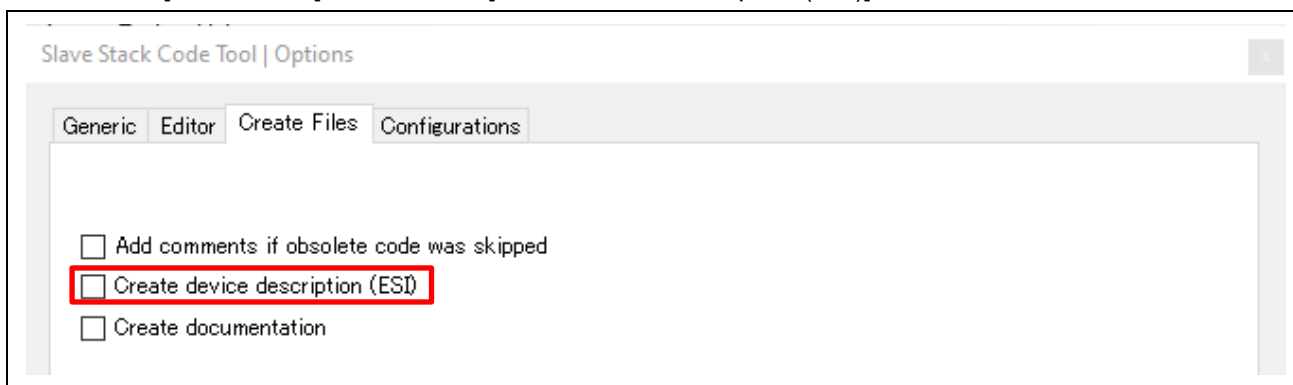 Slave Stack Code Tool | Options
x
Generic Editor Create Files Configurations
Add comments if obsolete code was skipped
Create device description (ESI)
Create documentation